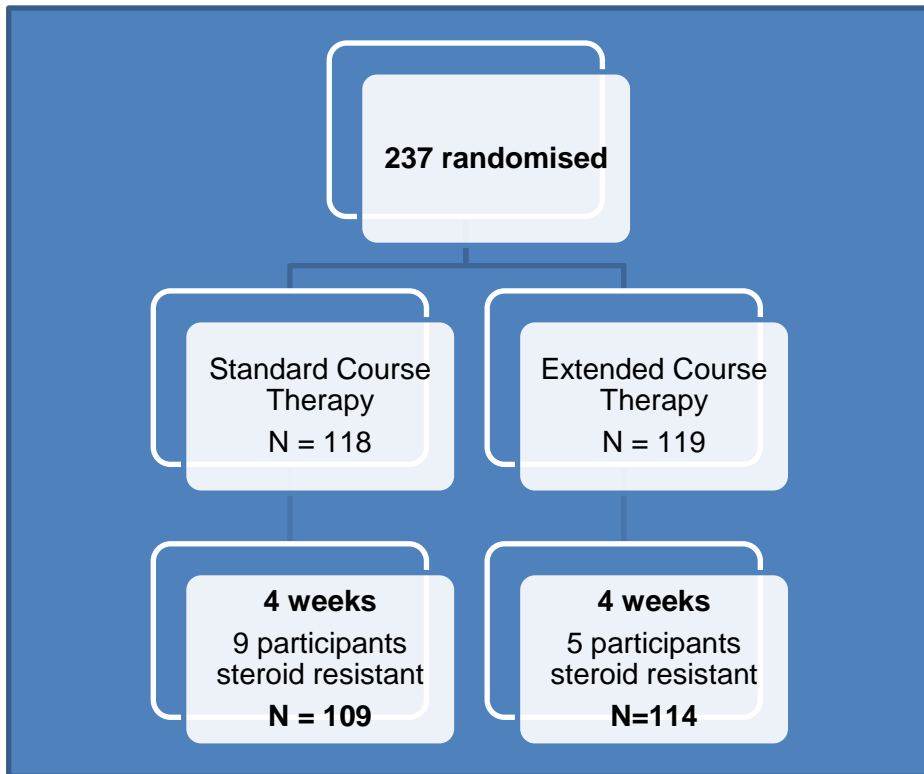 237 randomised
Standard Course
Therapy
N = 118
Extended Course
Therapy
N = 119
4 weeks
9 participants
steroid resistant
N = 109
4 weeks
5 participants
steroid resistant
N=114